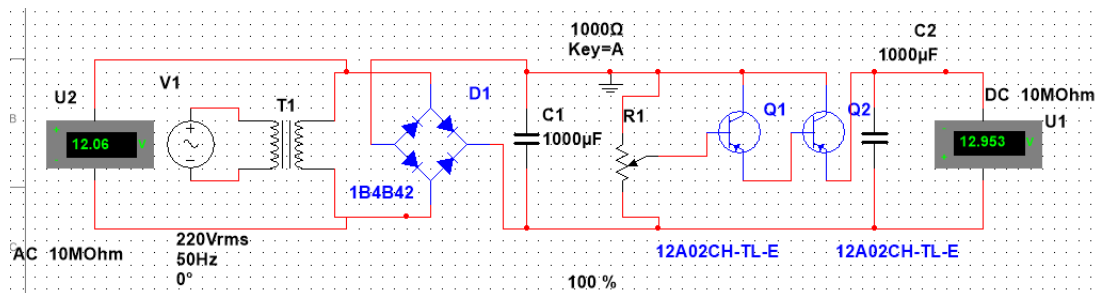 1000Ω
Key=A
C2
1000µF
U2
V1
T1
D1
C1
1000µF
R1
Q1
Q2
DC 10MOhm
U1
B
+
12.06
V
-
+
-
+
12.953
V
-
1B4B42
C
AC 10MOhm
220Vrms
50Hz
0°
12A02CH-TL-E
12A02CH-TL-E
100 %